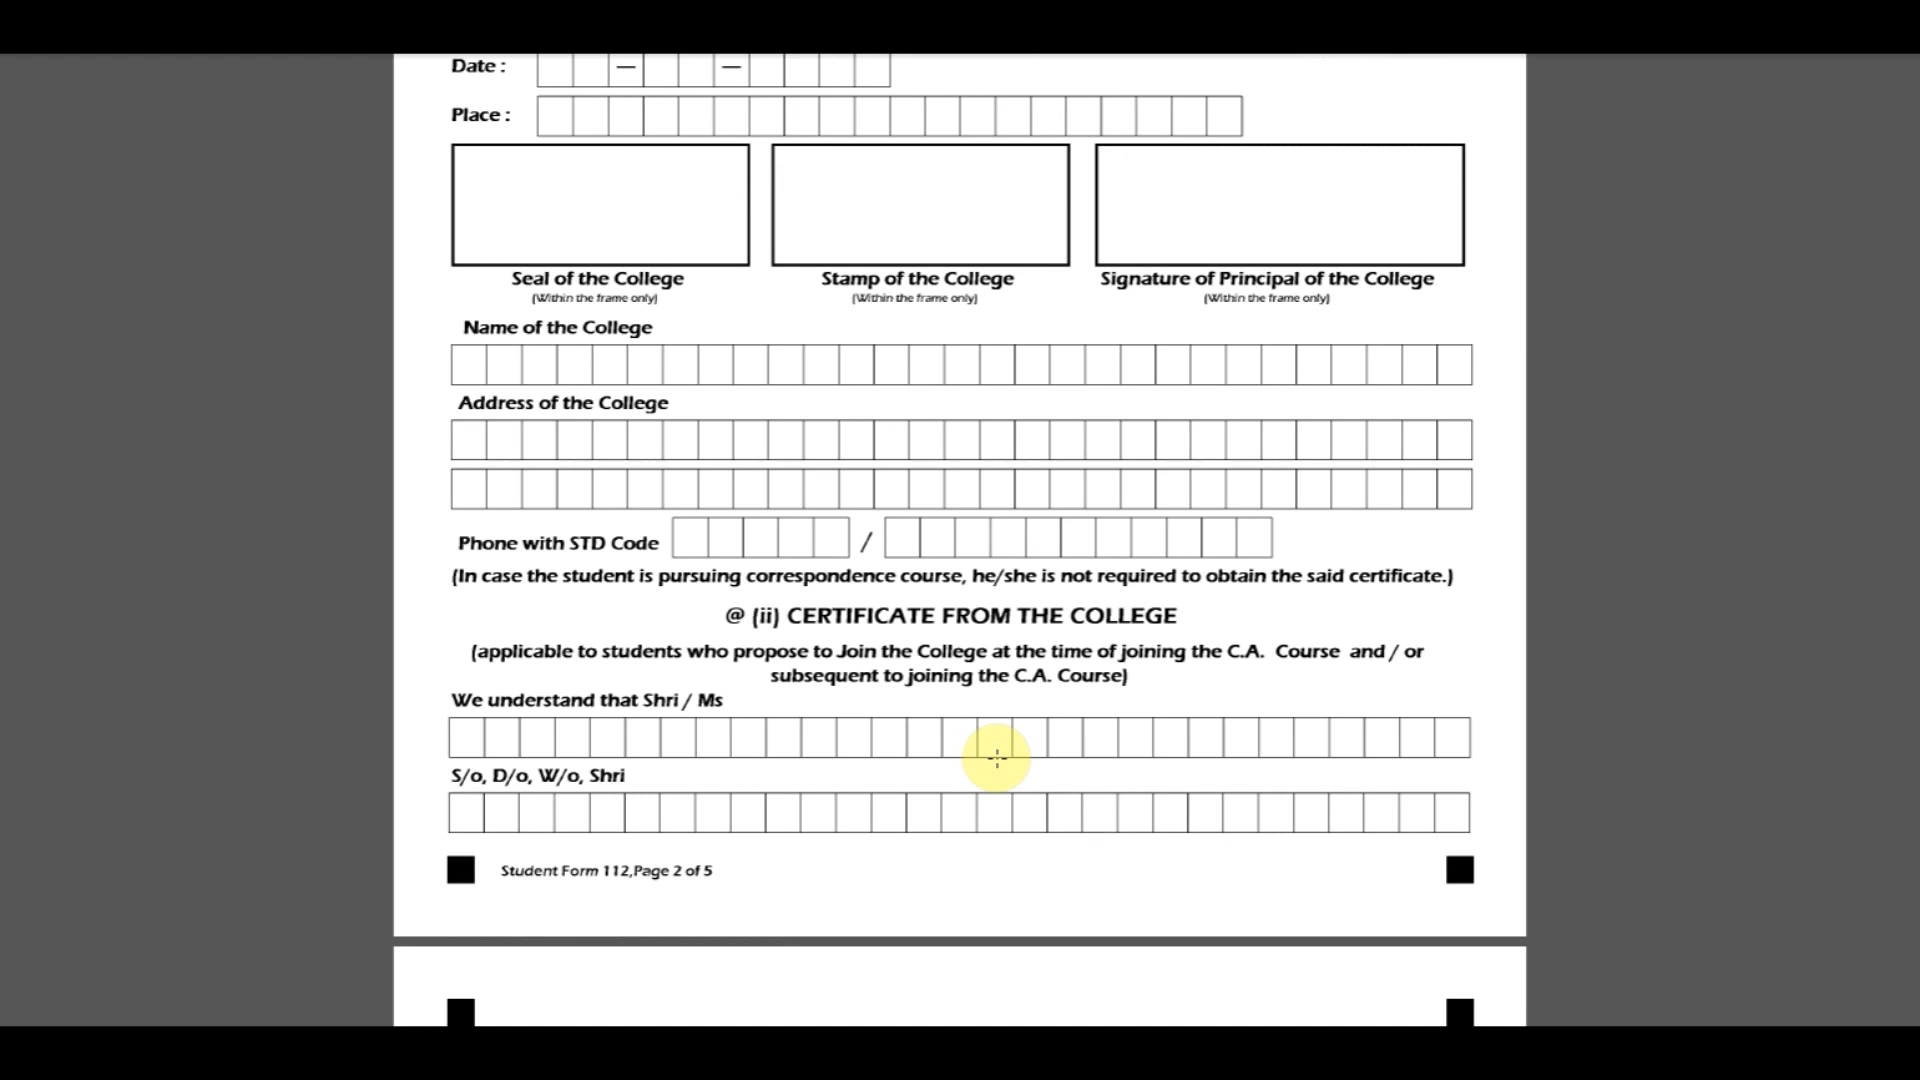 Date :
— —
Place :
Seal of the College Stamp of the College Signature of Principal of the College
(Within the frame only) (Within the frame only) (Within the frame only)
Name of the College
Address of the College
Phone with STD Code /
(In case the student is pursuing correspondence course, he/she is not required to obtain the said certificate.)
@ (ii) CERTIFICATE FROM THE COLLEGE
(applicable to students who propose to Join the College at the time of joining the C.A. Course and / or
subsequent to joining the C.A. Course)
We understand that Shri / Ms
S/o, D/o, W/o, Shri
Student Form 112,Page 2 of 5